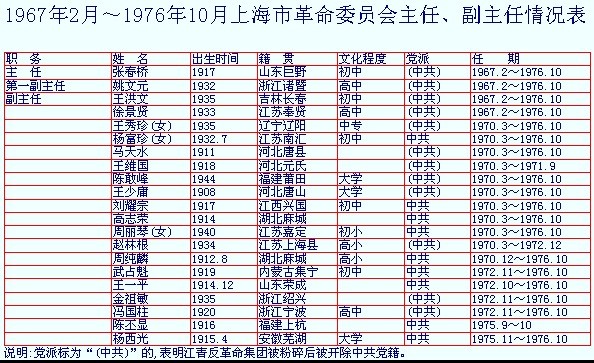 1967年2月～1976年10月上海市革命委员会主任、副主任情况表
职 务 姓 名 出生时间 籍 贯 文化程度 党派 任 期
主 任 张春桥 1917 山东巨野 初中 (中共) 1967.2～1976.10
第一副主任 姚文元 1932 浙江诸暨 高中 (中共) 1967.2～1976.10
副主任 王洪文 1935 吉林长春 初中 (中共) 1967.2～1976.10
徐景贤 1933 江苏奉贤 高中 (中共) 1967.2～1976.10
王秀珍(女) 1935 辽宁辽阳 中专 (中共) 1970.3～1976.10
杨富珍(女) 1932.7 江苏南汇 初中 中共 1970.3～1976.10
马天水 1911 河北唐县 (中共) 1970.3～1976.10
王维国 1918 河北元氏 (中共) 1970.3～1971.9
陈敢峰 1944 福建莆田 大学 (中共) 1970.3～1976.10
王少庸 1908 河北唐山 大学 (中共) 1970.3～1976.10
刘耀宗 1917 江西兴国 初中 中共 1970.3～1976.10
高志荣 1914 湖北麻城 中共 1970.3～1976.10
周丽琴(女) 1940 江苏嘉定 初小 中共 1970.3～1976.10
赵林根 1934 江苏上海县 高小 (中共) 1970.3～1972.12
周纯麟 1912.8 湖北麻城 高小 中共 1970.12～1976.10
武占魁 1919 内蒙古集宁 初中 中共 1972.11～1976.10
王一平 1914.12 山东荣成 中共 1972.10～1976.10
金祖敏 1935 浙江绍兴 (中共) 1972.11～1976.10
冯国柱 1920 浙江宁波 高中 (中共) 1972.11～1976.10
陈丕显 1916 福建上杭 中共 1975.9～10
杨西光 1915.4 安徽芜湖 大学 中共 1975.11～1976.10
说明:党派标为“(中共)”的,表明江青反革命集团被粉碎后被开除中共党籍。